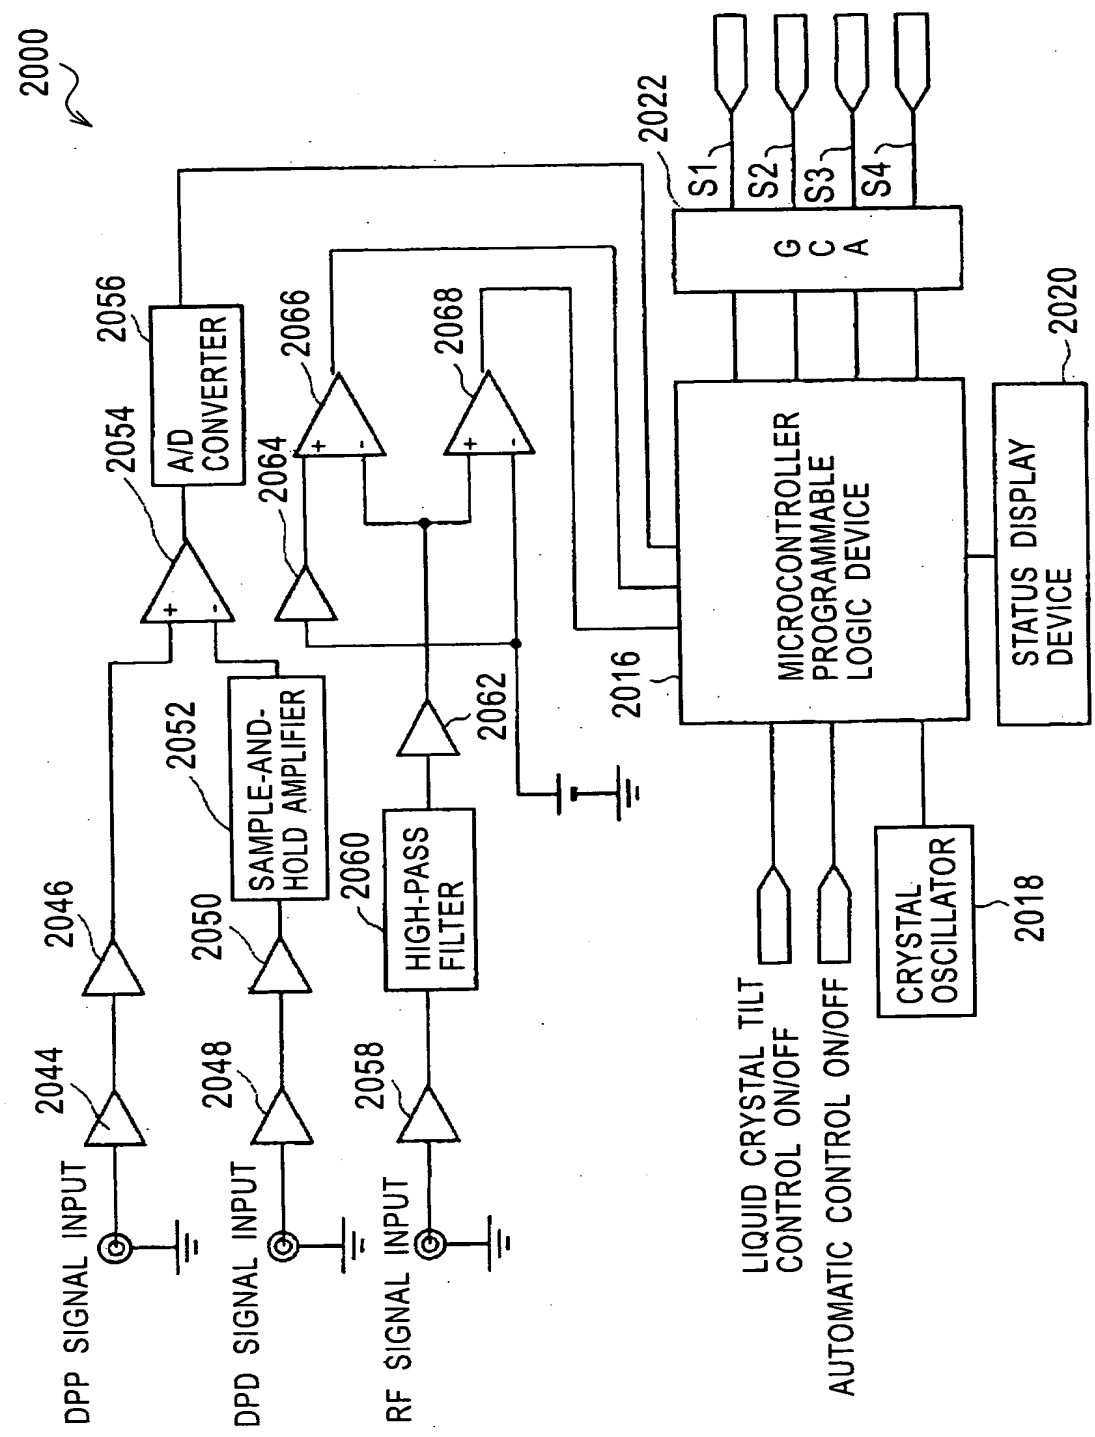 2000
DPP SIGNAL INPUT
2044
2046
2054
+
-
2056
A/D
CONVERTER
DPD SIGNAL INPUT
2048
2050
2052
SAMPLE-AND-
HOLD AMPLIFIER
2064
2066
+
-
RF SIGNAL INPUT
2058
2060
HIGH-PASS
FILTER
2062
2068
+
-
2016
MICROCONTROLLER
PROGRAMMABLE
LOGIC DEVICE
2022
G
C
A
S1
S2
S3
S4
LIQUID CRYSTAL TILT
CONTROL ON/OFF
AUTOMATIC CONTROL ON/OFF
CRYSTAL
OSCILLATOR
2018
STATUS DISPLAY
DEVICE
2020